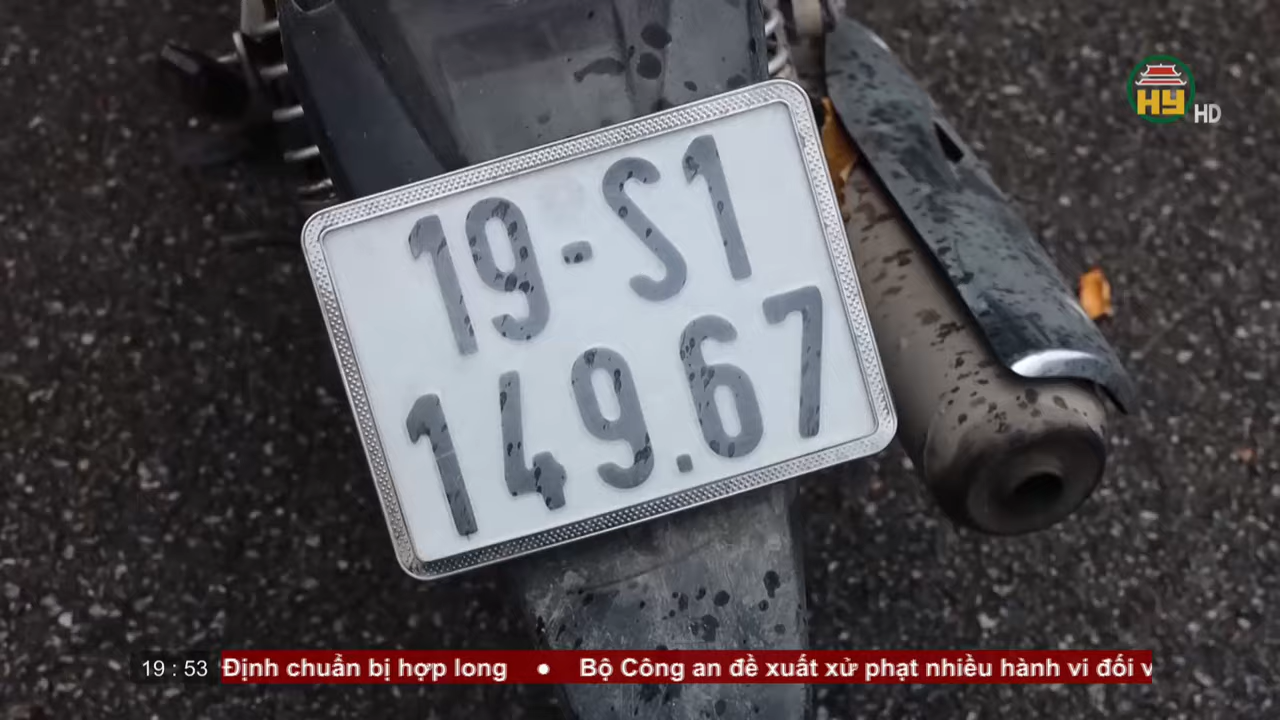 HY HD
19-S1
149.67
19 : 53 Định chuẩn bị hợp long ● Bộ Công an đề xuất xử phạt nhiều hành vi đối